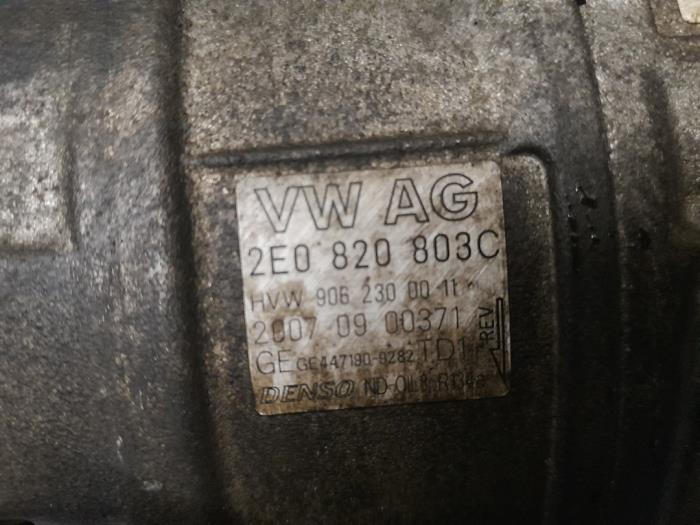 VW AG
2E0 820 803C
HVW 906 230 00 11
2007 09 00371
REV
GE GE447190-9282 TD1
DENSO ND-OIL8 R134a